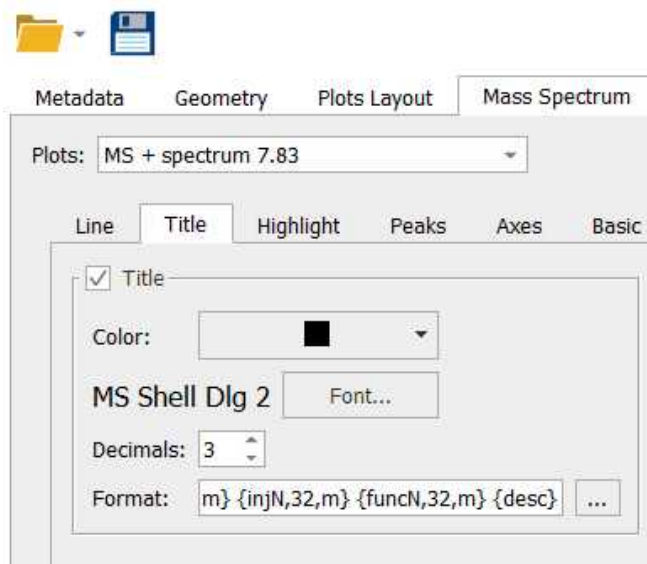 Metadata Geometry Plots Layout Mass Spectrum
Plots: MS + spectrum 7.83
Line Title Highlight Peaks Axes Basic
Title
Color:
MS Shell Dlg 2 Font...
Decimals: 3
Format: m} {injN,32,m} {funcN,32,m} {desc} ...